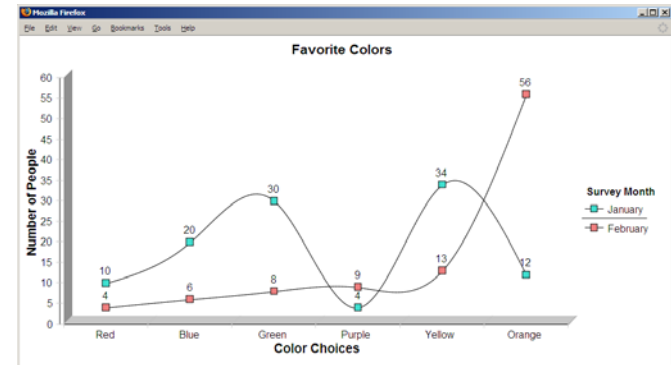 Mozilla Firefox
File Edit View Go Bookmarks Tools Help
Favorite Colors
Number of People
60
55
50
45
40
35
30
25
20
15
10
5
0
10
20
30
4
34
12
4
6
8
9
13
56
Red Blue Green Purple Yellow Orange
Color Choices
Survey Month
January
February